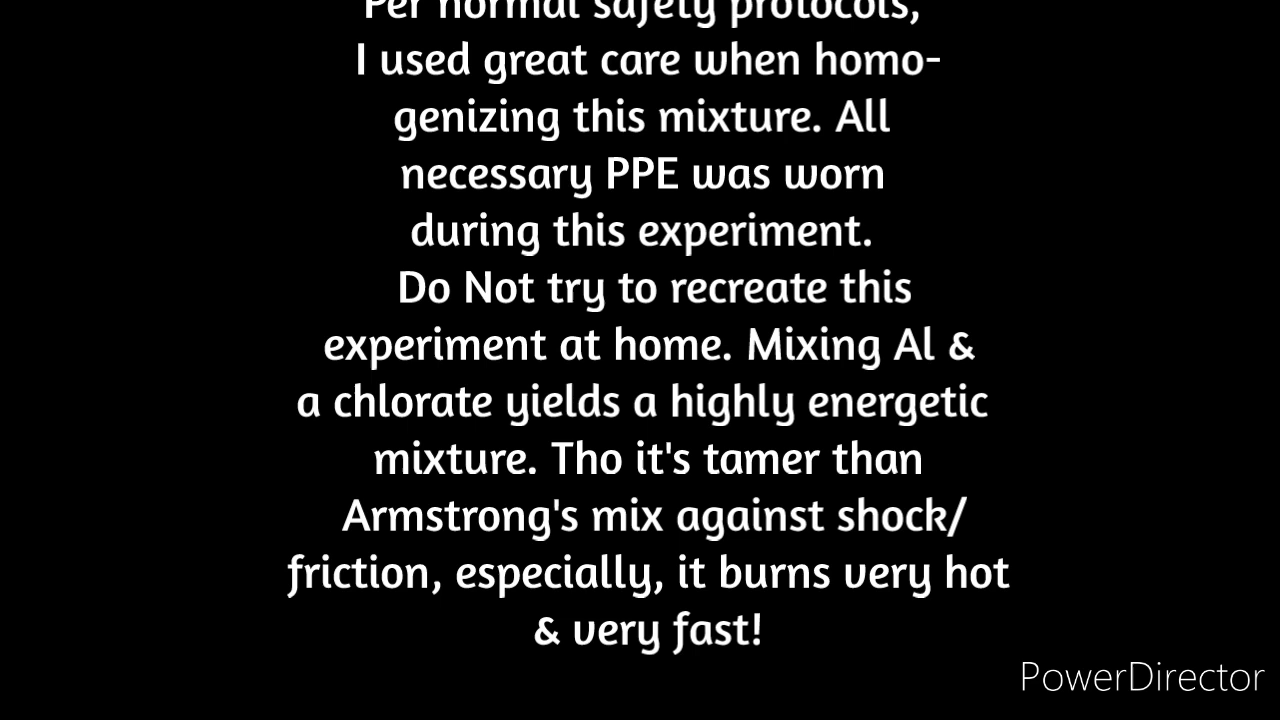 Per normal safety protocols,
I used great care when homo-
genizing this mixture. All
necessary PPE was worn
during this experiment.
Do Not try to recreate this
experiment at home. Mixing Al &
a chlorate yields a highly energetic
mixture. Tho it's tamer than
Armstrong's mix against shock/
friction, especially, it burns very hot
& very fast!
PowerDirector